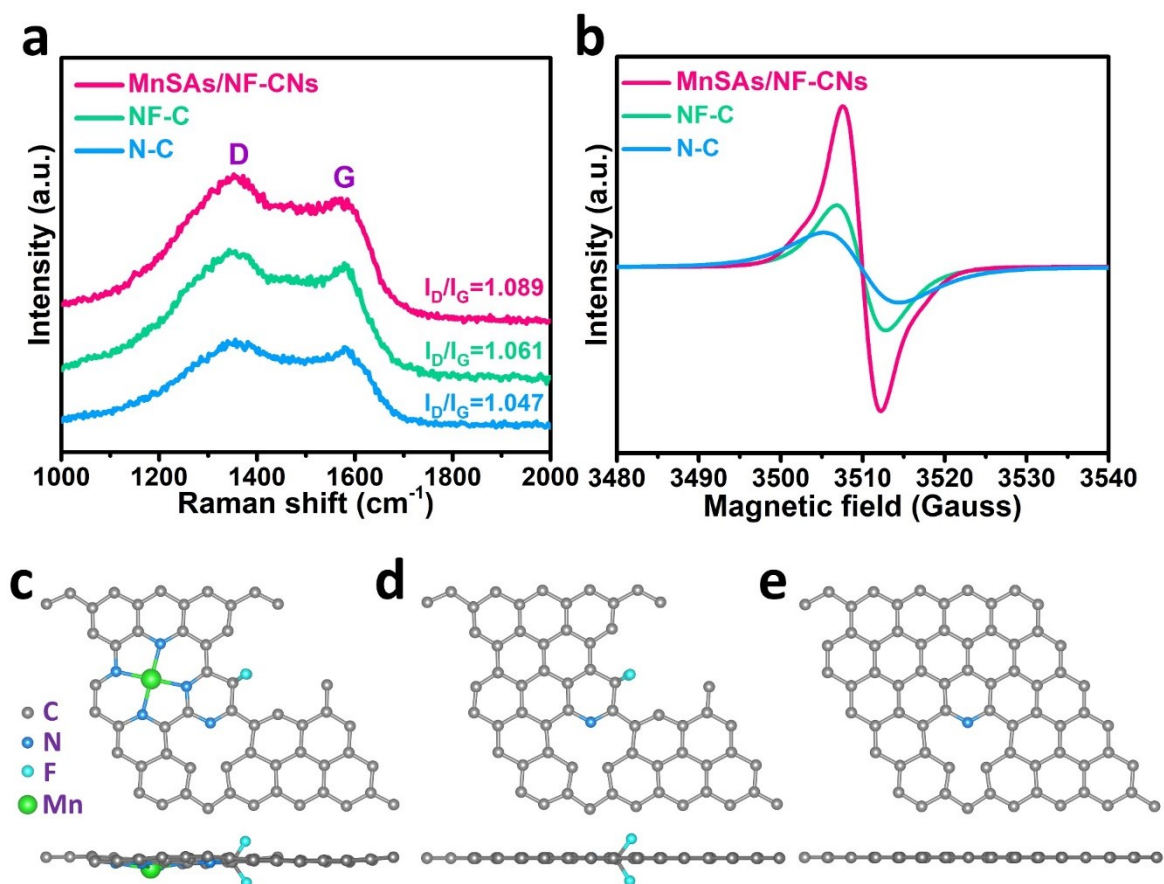 a
MnSAs/NF-CNs
NF-C
N-C
D
G
I_D/I_G=1.089
I_D/I_G=1.061
I_D/I_G=1.047
Intensity (a.u.)
1000 1200 1400 1600 1800 2000
Raman shift (cm⁻¹)
b
MnSAs/NF-CNs
NF-C
N-C
Intensity (a.u.)
3480 3490 3500 3510 3520 3530 3540
Magnetic field (Gauss)
c
C
N
F
Mn
d
e